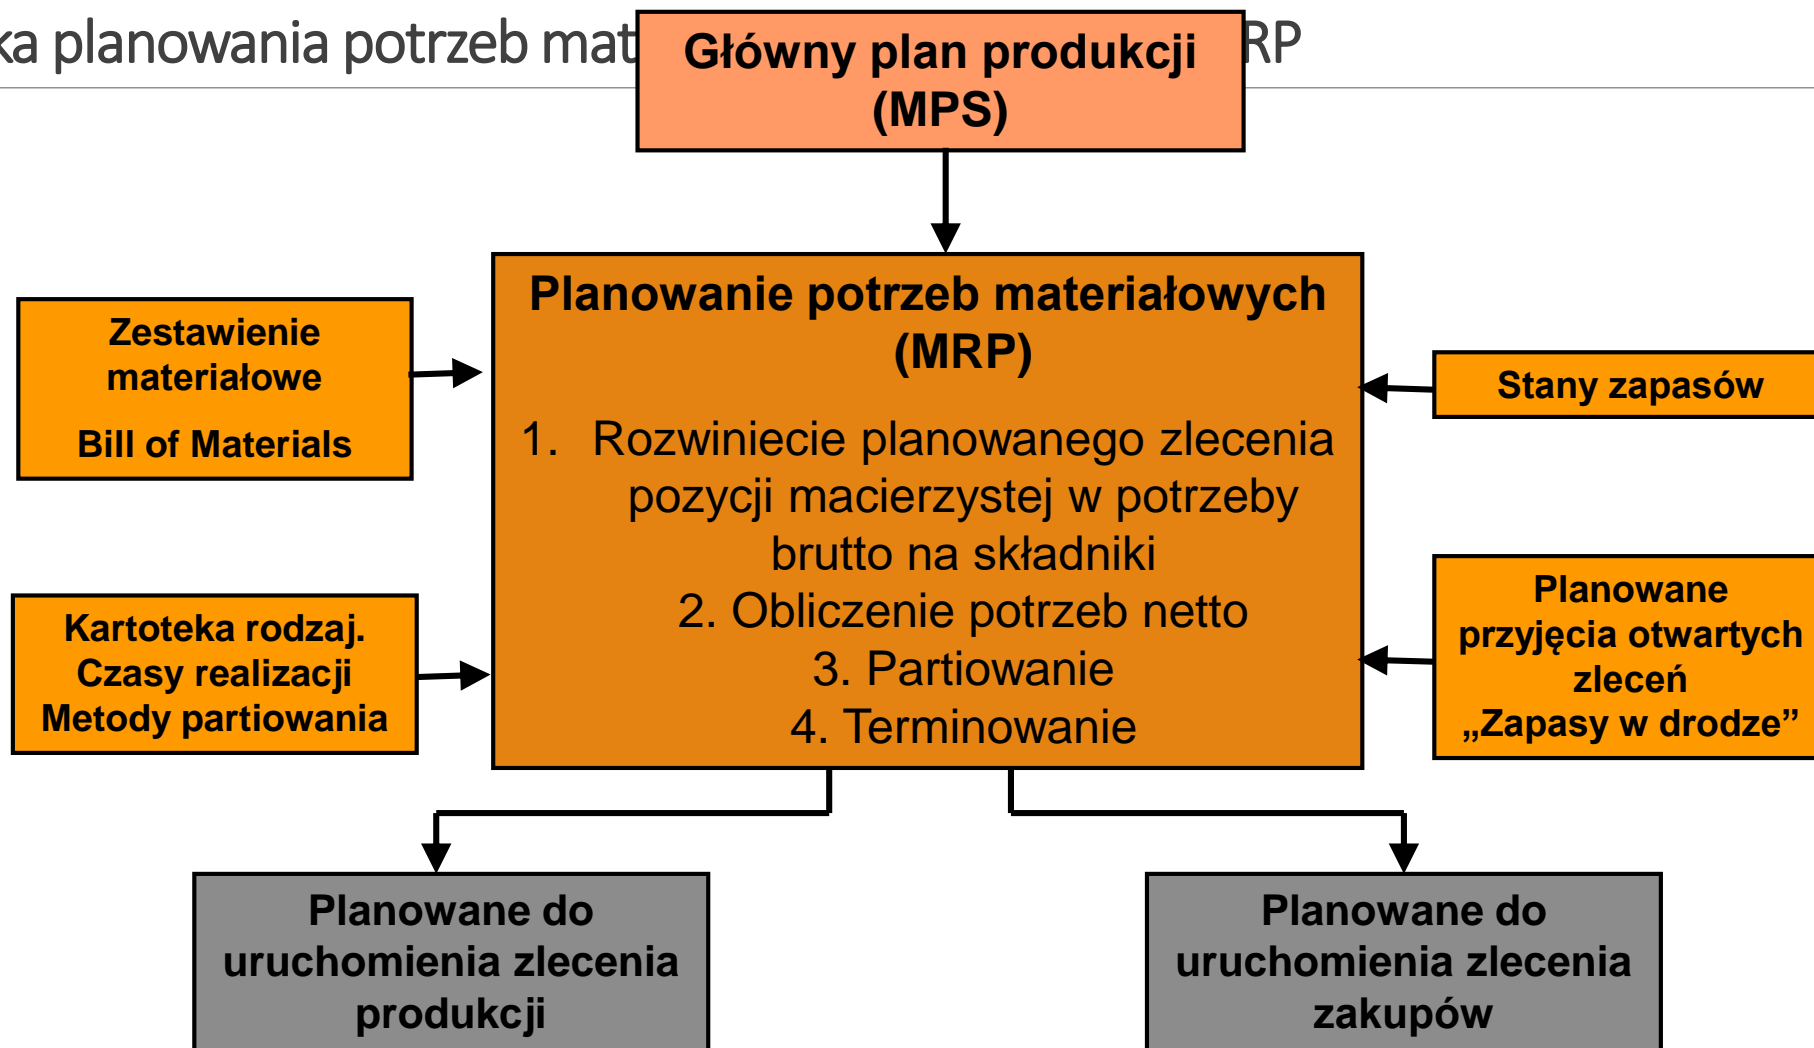 ka planowania potrzeb mat
RP
Główny plan produkcji
(MPS)
Planowanie potrzeb materiałowych
(MRP)
1. Rozwiniecie planowanego zlecenia
pozycji macierzystej w potrzeby
brutto na składniki
2. Obliczenie potrzeb netto
3. Partiowanie
4. Terminowanie
Zestawienie
materiałowe
Bill of Materials
Kartoteka rodzaj.
Czasy realizacji
Metody partiowania
Stany zapasów
Planowane
przyjęcia otwartych
zleceń
„Zapasy w drodze”
Planowane do
uruchomienia zlecenia
produkcji
Planowane do
uruchomienia zlecenia
zakupów